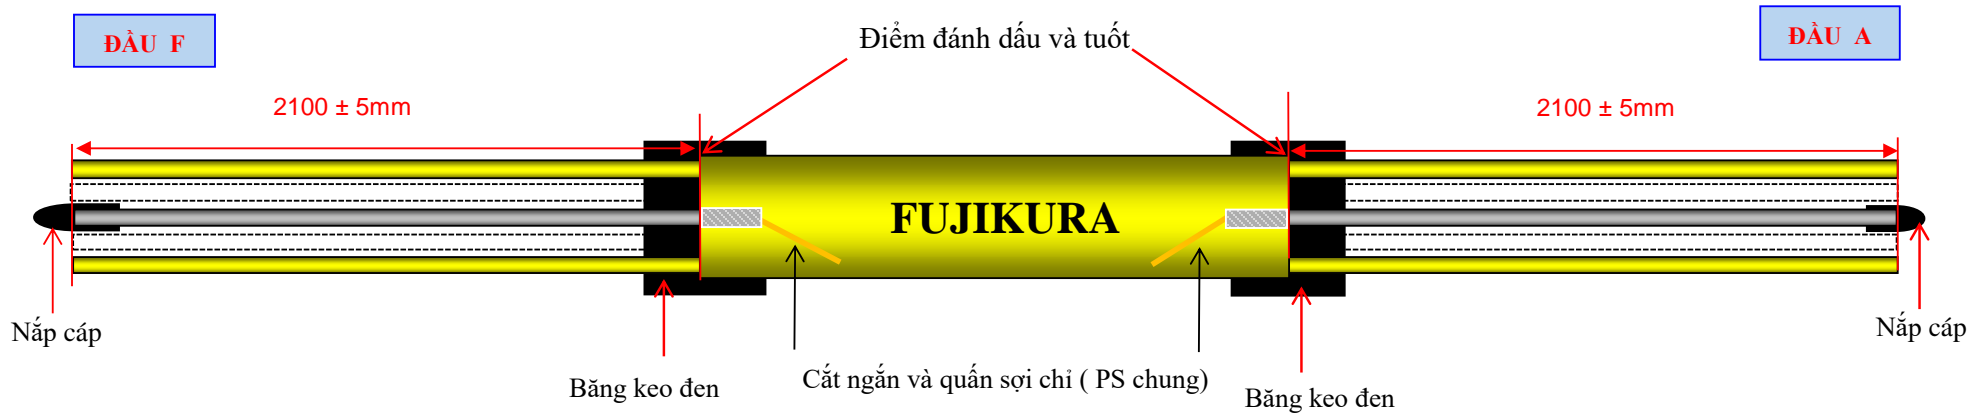 ĐẦU F
Điểm đánh dấu và tuốt
ĐẦU A
2100 ± 5mm
2100 ± 5mm
FUJIKURA
Nắp cáp
Nắp cáp
Băng keo đen
Cắt ngắn và quấn sợi chỉ ( PS chung)
Băng keo đen